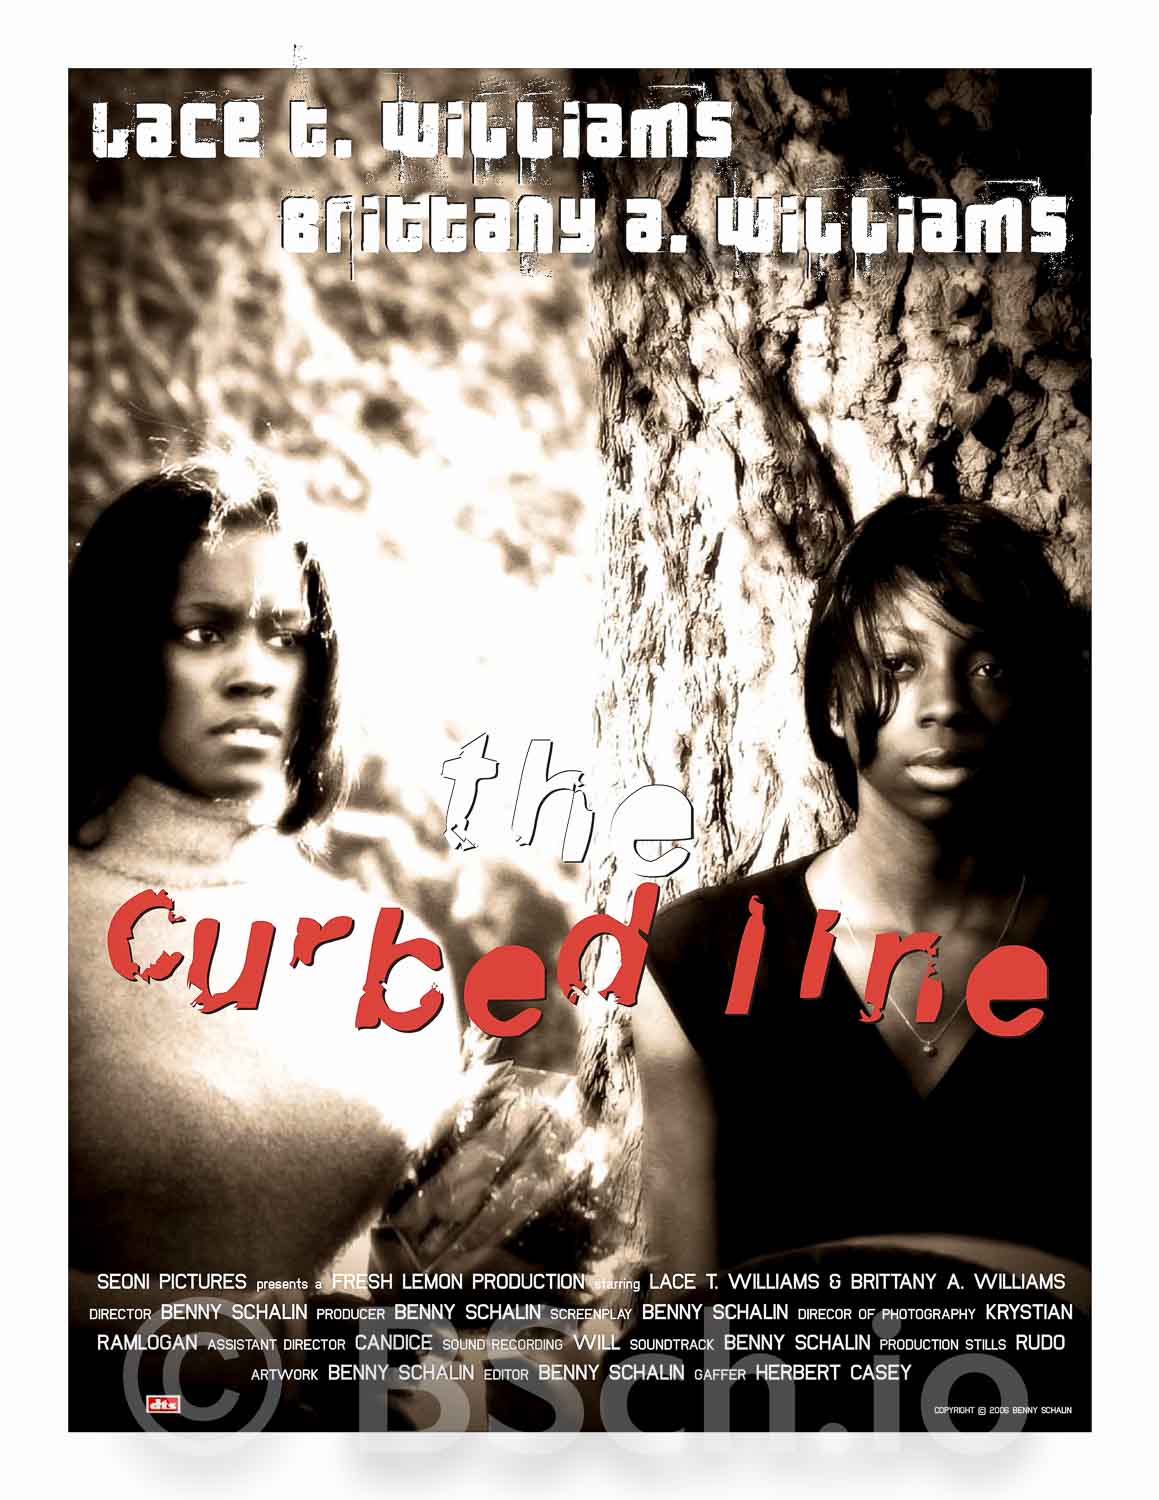 Lace T. Williams
Brittany A. Williams
the
curbed line
SEONI PICTURES presents a FRESH LEMON PRODUCTION starring LACE T. WILLIAMS & BRITTANY A. WILLIAMS
DIRECTOR BENNY SCHALIN PRODUCER BENNY SCHALIN SCREENPLAY BENNY SCHALIN DIRECOR OF PHOTOGRAPHY KRYSTIAN
RAMLOGAN ASSISTANT DIRECTOR CANDICE SOUND RECORDING WILL SOUNDTRACK BENNY SCHALIN PRODUCTION STILLS RUDO
ARTWORK BENNY SCHALIN EDITOR BENNY SCHALIN GAFFER HERBERT CASEY
dts
COPYRIGHT © 2006 BENNY SCHALIN
© BSch.io